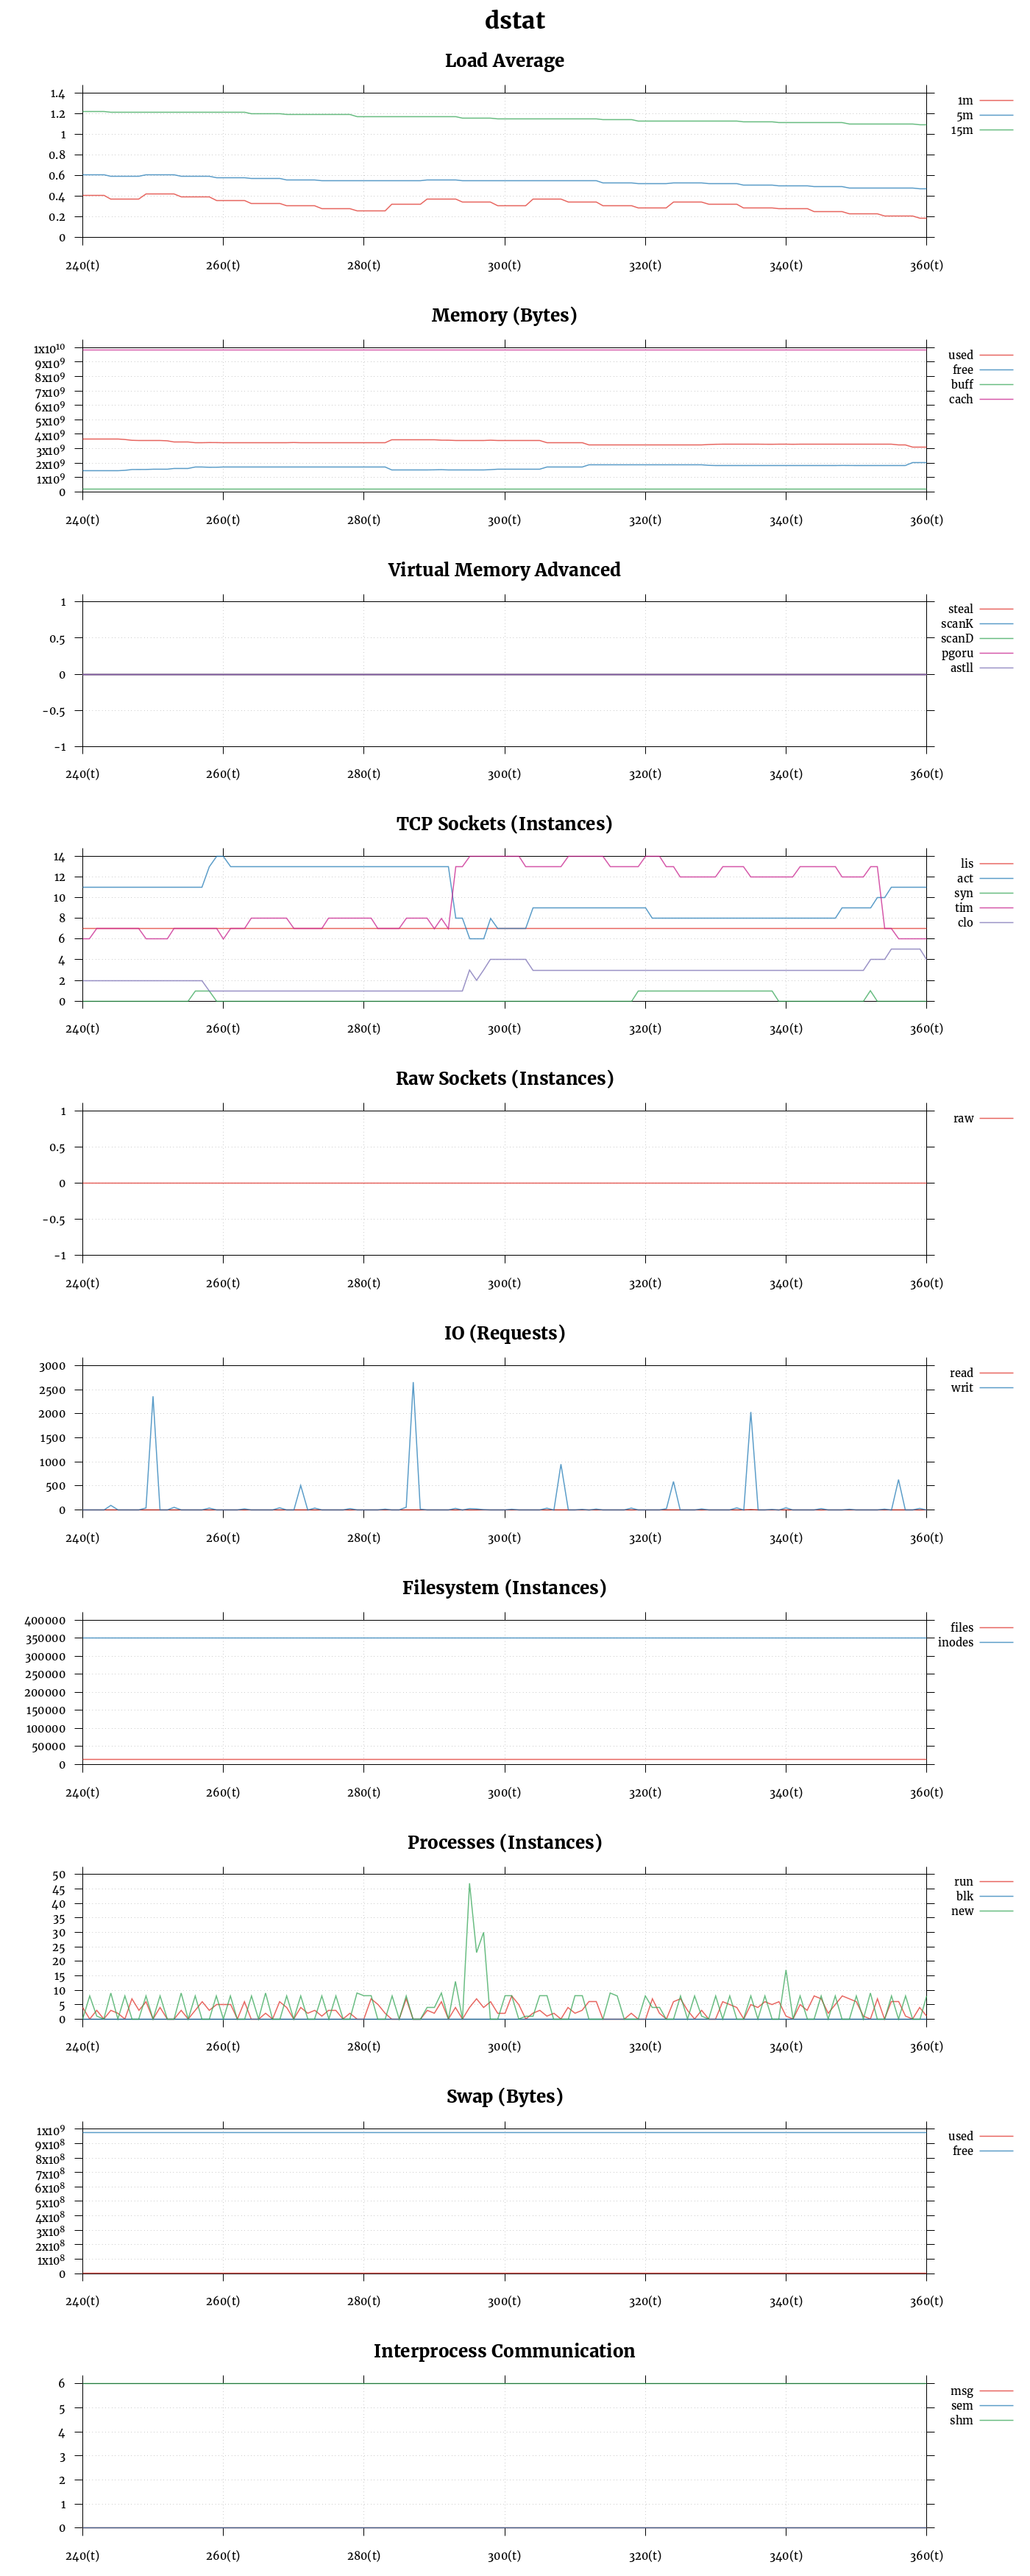 dstat
Load Average
1.4
1.2
1
0.8
0.6
0.4
0.2
0
240(t) 260(t) 280(t) 300(t) 320(t) 340(t) 360(t)
1m
5m
15m
Memory (Bytes)
1x10¹⁰
9x10⁹
8x10⁹
7x10⁹
6x10⁹
5x10⁹
4x10⁹
3x10⁹
2x10⁹
1x10⁹
0
240(t) 260(t) 280(t) 300(t) 320(t) 340(t) 360(t)
used
free
buff
cach
Virtual Memory Advanced
1
0.5
0
-0.5
-1
240(t) 260(t) 280(t) 300(t) 320(t) 340(t) 360(t)
steal
scanK
scanD
pgoru
astll
TCP Sockets (Instances)
14
12
10
8
6
4
2
0
240(t) 260(t) 280(t) 300(t) 320(t) 340(t) 360(t)
lis
act
syn
tim
clo
Raw Sockets (Instances)
1
0.5
0
-0.5
-1
240(t) 260(t) 280(t) 300(t) 320(t) 340(t) 360(t)
raw
IO (Requests)
3000
2500
2000
1500
1000
500
0
240(t) 260(t) 280(t) 300(t) 320(t) 340(t) 360(t)
read
writ
Filesystem (Instances)
400000
350000
300000
250000
200000
150000
100000
50000
0
240(t) 260(t) 280(t) 300(t) 320(t) 340(t) 360(t)
files
inodes
Processes (Instances)
50
45
40
35
30
25
20
15
10
5
0
240(t) 260(t) 280(t) 300(t) 320(t) 340(t) 360(t)
run
blk
new
Swap (Bytes)
1x10⁹
9x10⁸
8x10⁸
7x10⁸
6x10⁸
5x10⁸
4x10⁸
3x10⁸
2x10⁸
1x10⁸
0
240(t) 260(t) 280(t) 300(t) 320(t) 340(t) 360(t)
used
free
Interprocess Communication
6
5
4
3
2
1
0
240(t) 260(t) 280(t) 300(t) 320(t) 340(t) 360(t)
msg
sem
shm